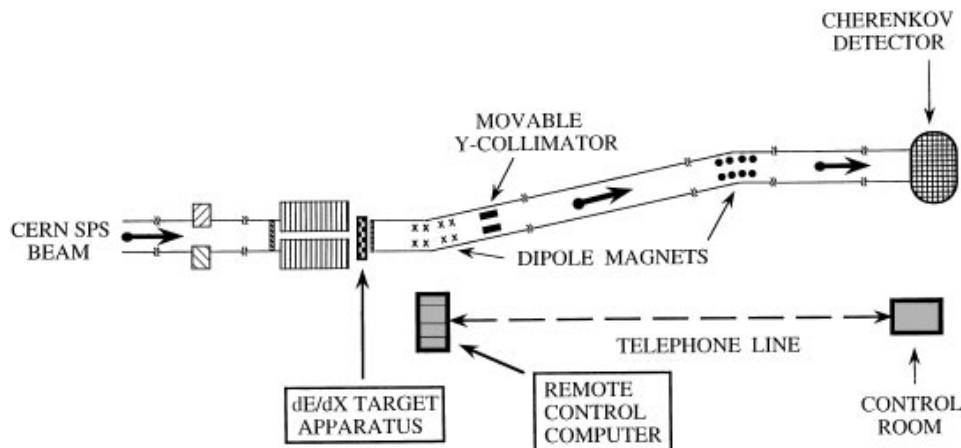 CHERENKOV
DETECTOR
MOVABLE
Y-COLLIMATOR
CERN SPS
BEAM
DIPOLE MAGNETS
TELEPHONE LINE
dE/dX TARGET
APPARATUS
REMOTE
CONTROL
COMPUTER
CONTROL
ROOM